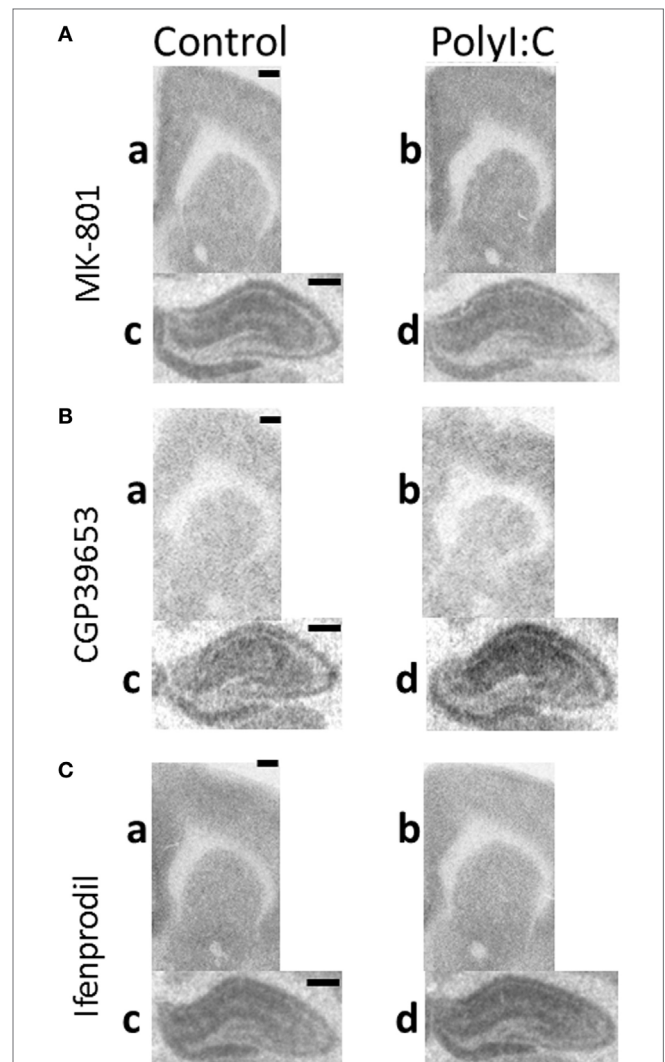 A
Control
PolyI:C
a
b
MK-801
c
d
B
a
b
CGP39653
c
d
C
a
b
Ifenprodil
c
d